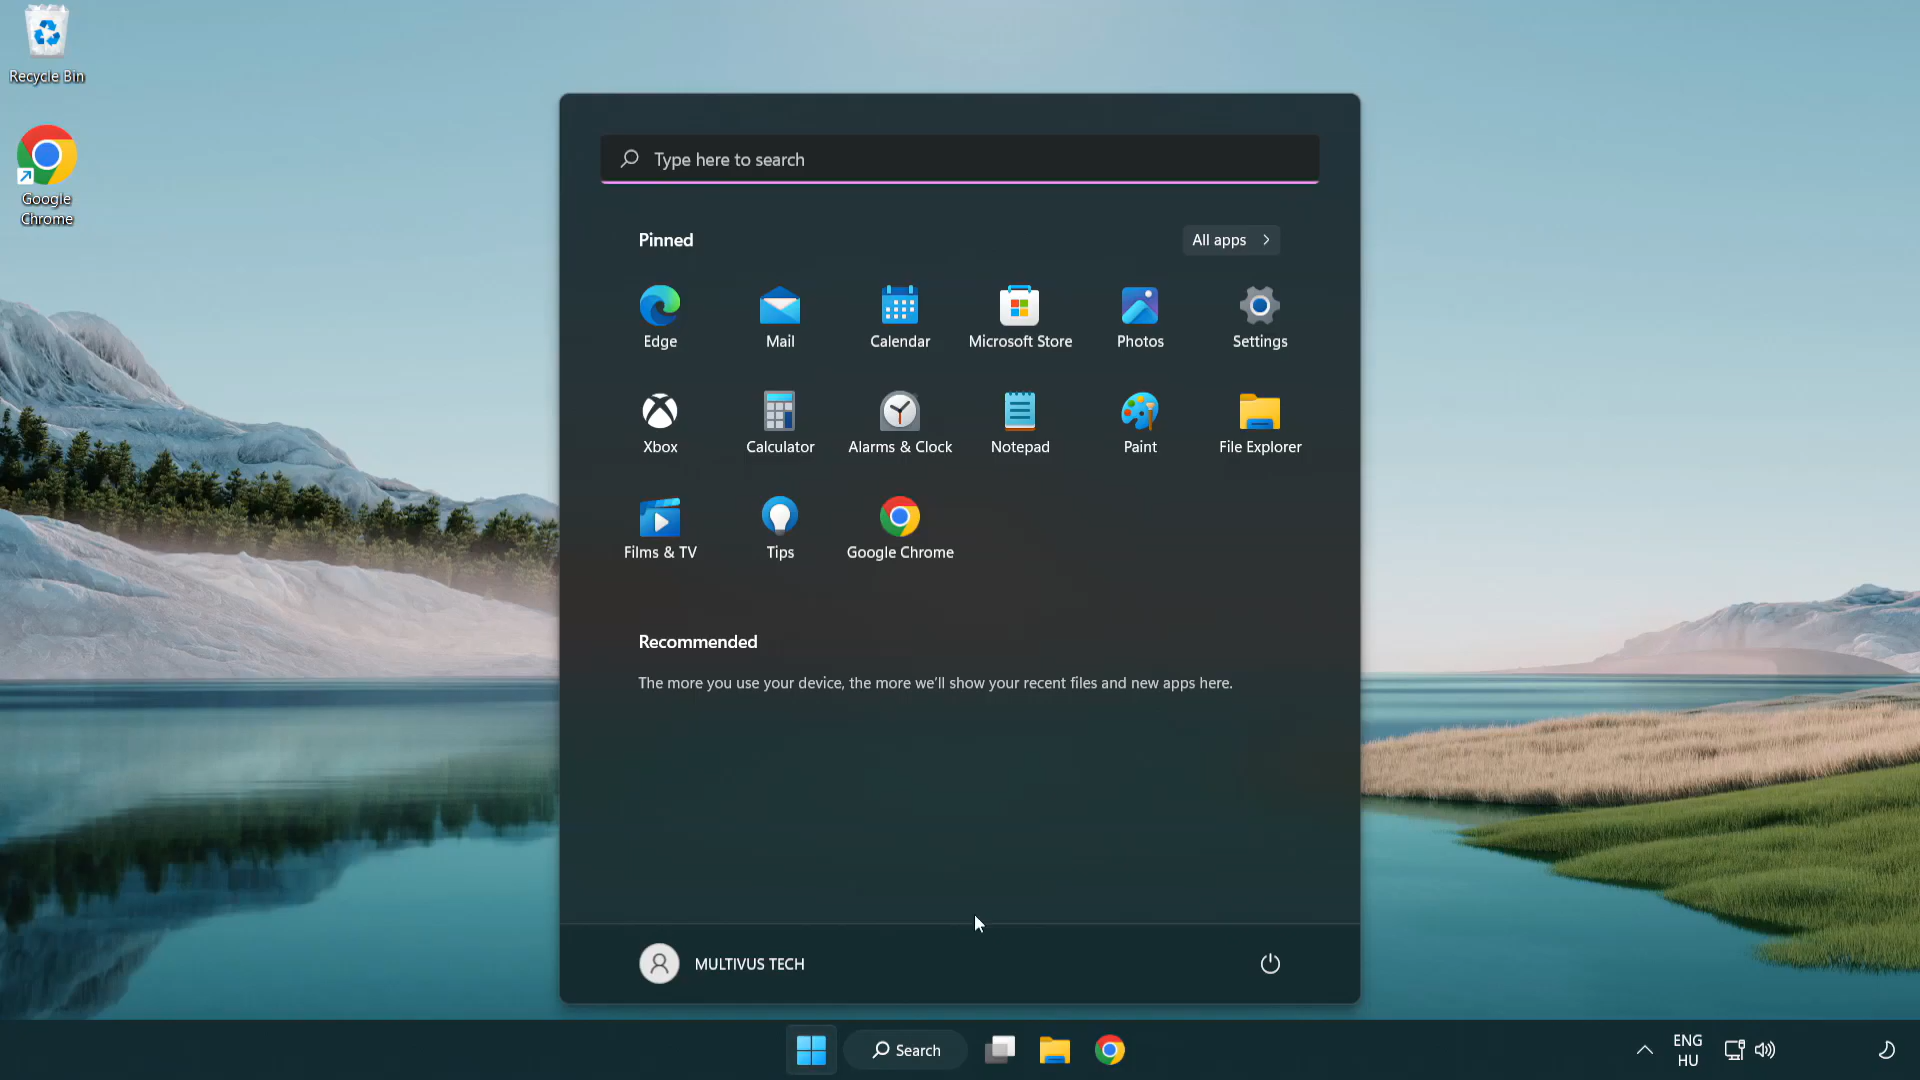 Recycle Bin
Google
Chrome
Type here to search
Pinned
All apps
Edge
Mail
Calendar
Microsoft Store
Photos
Settings
Xbox
Calculator
Alarms & Clock
Notepad
Paint
File Explorer
Films & TV
Tips
Google Chrome
Recommended
The more you use your device, the more we'll show your recent files and new apps here.
MULTIVUS TECH
Search
ENG
HU